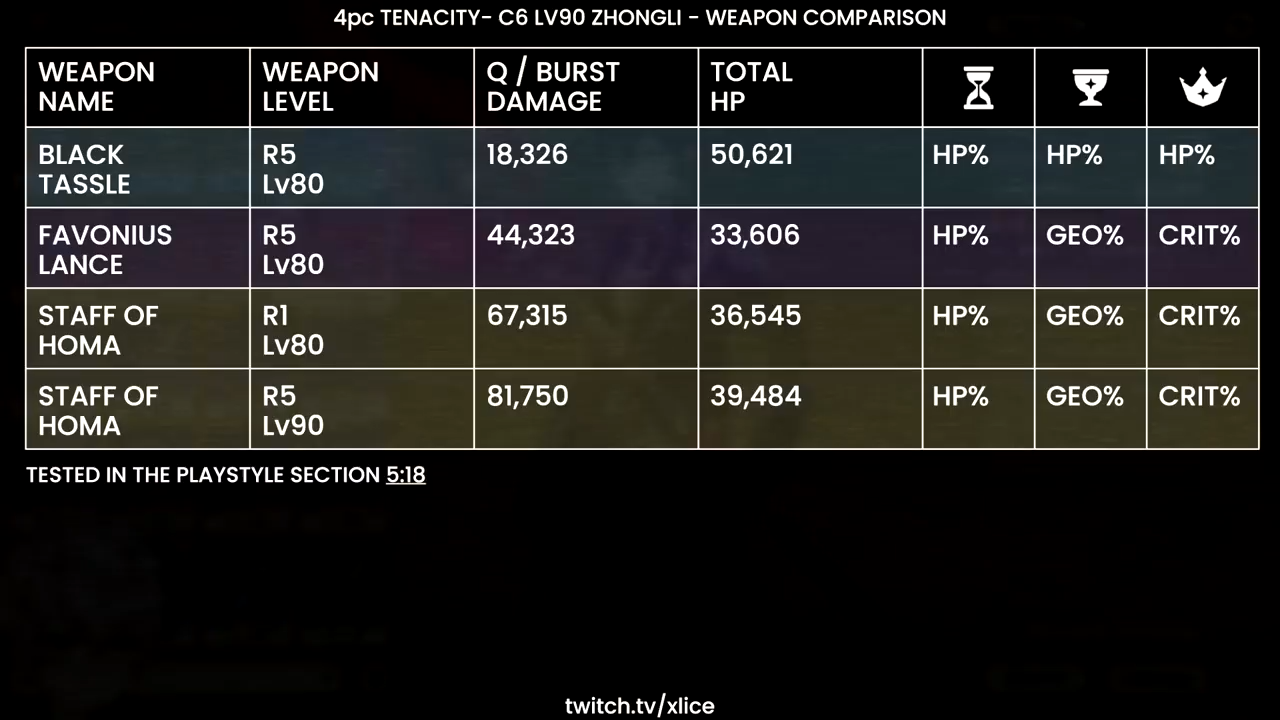 4pc TENACITY- C6 LV90 ZHONGLI - WEAPON COMPARISON
WEAPON NAME WEAPON LEVEL Q / BURST DAMAGE TOTAL HP
BLACK TASSLE R5 Lv80 18,326 50,621 HP% HP% HP%
FAVONIUS LANCE R5 Lv80 44,323 33,606 HP% GEO% CRIT%
STAFF OF HOMA R1 Lv80 67,315 36,545 HP% GEO% CRIT%
STAFF OF HOMA R5 Lv90 81,750 39,484 HP% GEO% CRIT%
TESTED IN THE PLAYSTYLE SECTION 5:18
twitch.tv/xlice